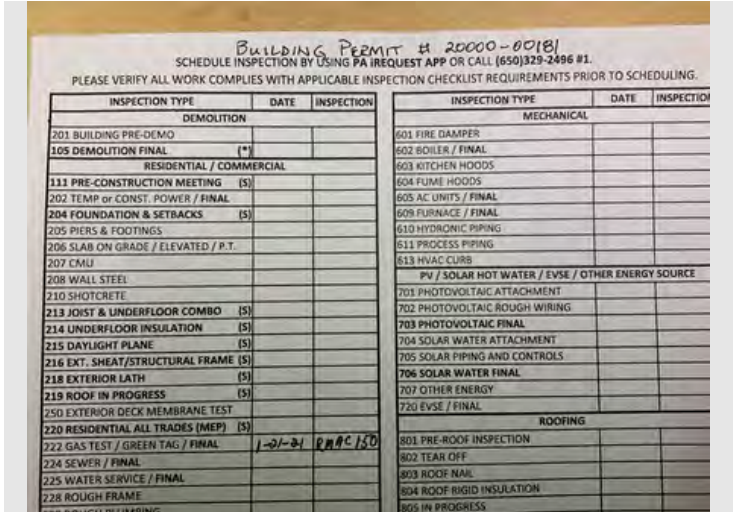 BUILDING PERMIT # 20000-00181
SCHEDULE INSPECTION BY USING PA iREQUEST APP OR CALL (650)329-2496 #1.
PLEASE VERIFY ALL WORK COMPLIES WITH APPLICABLE INSPECTION CHECKLIST REQUIREMENTS PRIOR TO SCHEDULING.
INSPECTION TYPE DATE INSPECTION
DEMOLITION
201 BUILDING PRE-DEMO
105 DEMOLITION FINAL (*)
RESIDENTIAL / COMMERCIAL
111 PRE-CONSTRUCTION MEETING (S)
202 TEMP or CONST. POWER / FINAL
204 FOUNDATION & SETBACKS (S)
205 PIERS & FOOTINGS
206 SLAB ON GRADE / ELEVATED / P.T.
207 CMU
208 WALL STEEL
210 SHOTCRETE
213 JOIST & UNDERFLOOR COMBO (S)
214 UNDERFLOOR INSULATION (S)
215 DAYLIGHT PLANE (S)
216 EXT. SHEAT/STRUCTURAL FRAME (S)
218 EXTERIOR LATH (S)
219 ROOF IN PROGRESS (S)
250 EXTERIOR DECK MEMBRANE TEST
220 RESIDENTIAL ALL TRADES (MEP) (S)
222 GAS TEST / GREEN TAG / FINAL 1-21-21
224 SEWER / FINAL
225 WATER SERVICE / FINAL
228 ROUGH FRAME
ROUGH PLUMBING
INSPECTION TYPE DATE INSPECTION
MECHANICAL
601 FIRE DAMPER
602 BOILER / FINAL
603 KITCHEN HOODS
604 FUME HOODS
605 AC UNITS / FINAL
609 FURNACE / FINAL
610 HYDRONIC PIPING
611 PROCESS PIPING
613 HVAC CURB
PV / SOLAR HOT WATER / EVSE / OTHER ENERGY SOURCE
701 PHOTOVOLTAIC ATTACHMENT
702 PHOTOVOLTAIC ROUGH WIRING
703 PHOTOVOLTAIC FINAL
704 SOLAR WATER ATTACHMENT
705 SOLAR PIPING AND CONTROLS
706 SOLAR WATER FINAL
707 OTHER ENERGY
720 EVSE / FINAL
ROOFING
801 PRE-ROOF INSPECTION
802 TEAR OFF
803 ROOF NAIL
804 ROOF RIGID INSULATION
805 IN PROGRESS